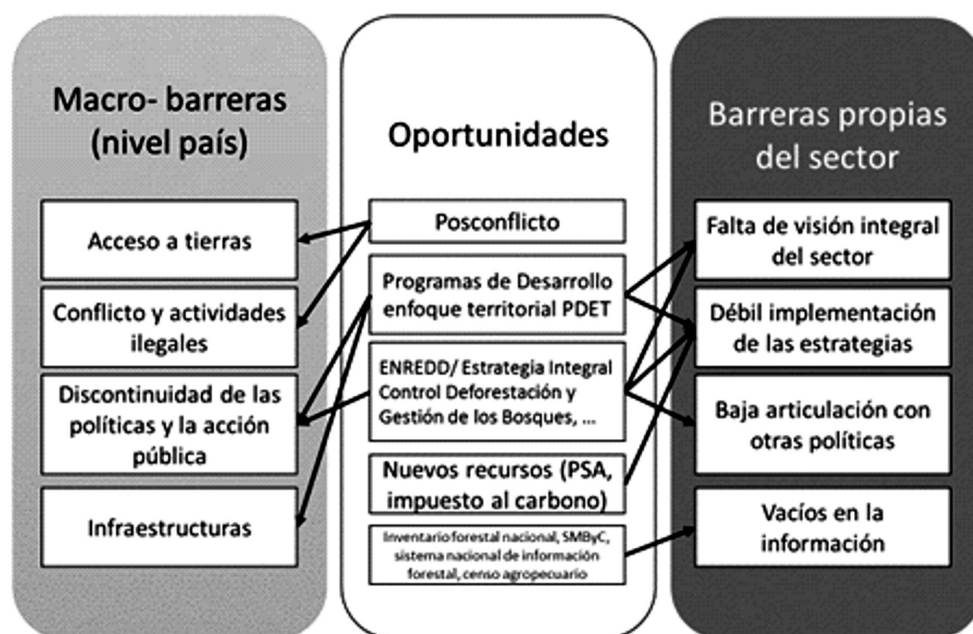 Macro- barreras
(nivel país)
Acceso a tierras
Conflicto y actividades
ilegales
Discontinuidad de las
políticas y la acción
pública
Infraestructuras
Oportunidades
Posconflicto
Programas de Desarrollo
enfoque territorial PDET
ENREDD/ Estrategia Integral
Control Deforestación y
Gestión de los Bosques, ...
Nuevos recursos (PSA,
impuesto al carbono)
Inventario forestal nacional, SMByC,
sistema nacional de información
forestal, censo agropecuario
Barreras propias
del sector
Falta de visión integral
del sector
Débil implementación
de las estrategias
Baja articulación con
otras políticas
Vacíos en la
información